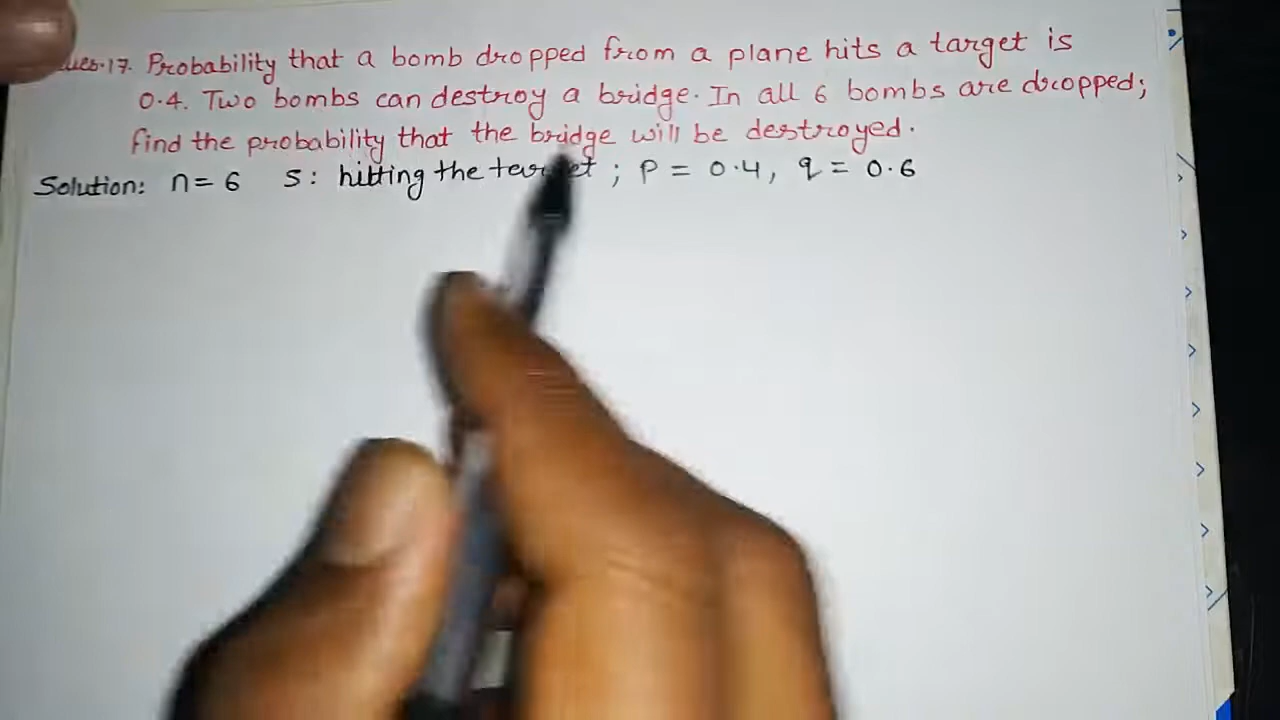 Ques.17. Probability that a bomb dropped from a plane hits a target is
0.4. Two bombs can destroy a bridge. In all 6 bombs are dropped;
find the probability that the bridge will be destroyed.
Solution: n = 6 S: hitting the target ; p = 0.4, q = 0.6